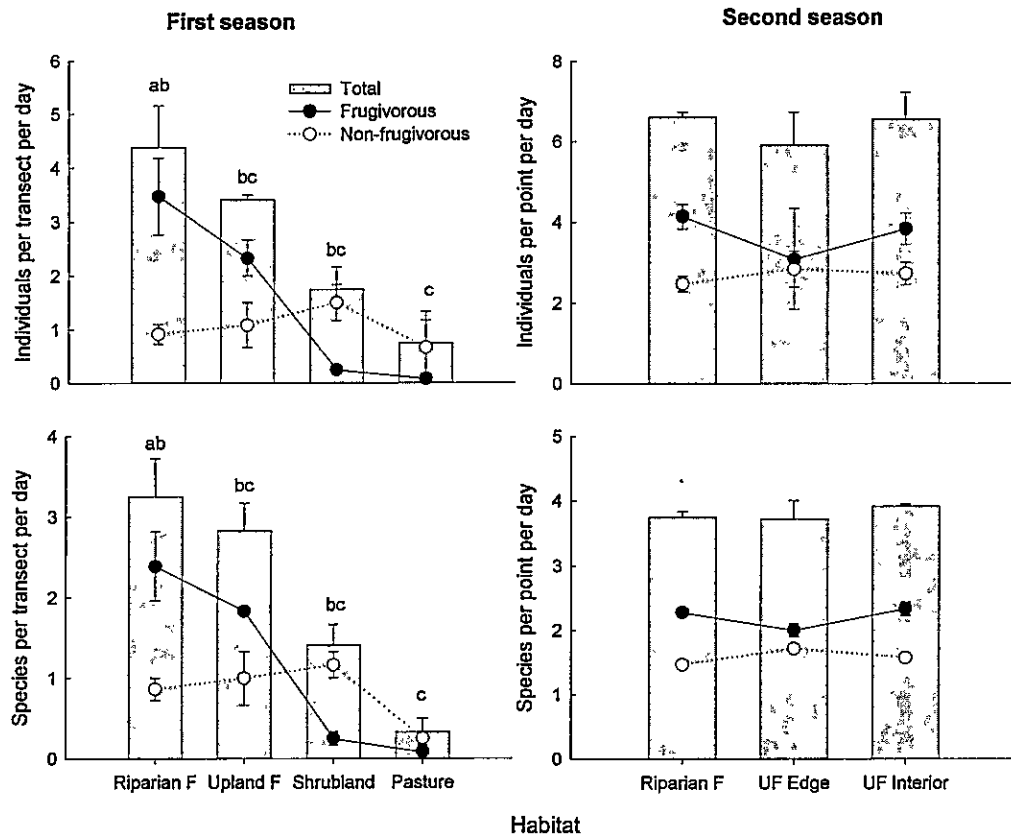 First season
Second season
Individuals per transect per day
6
5
4
3
2
1
0
ab
bc
bc
c
Total
Frugivorous
Non-frugivorous
Individuals per point per day
8
6
4
2
0
Species per transect per day
4
3
2
1
0
ab
bc
bc
c
Riparian F
Upland F
Shrubland
Pasture
Species per point per day
5
4
3
2
1
0
Riparian F
UF Edge
UF Interior
Habitat